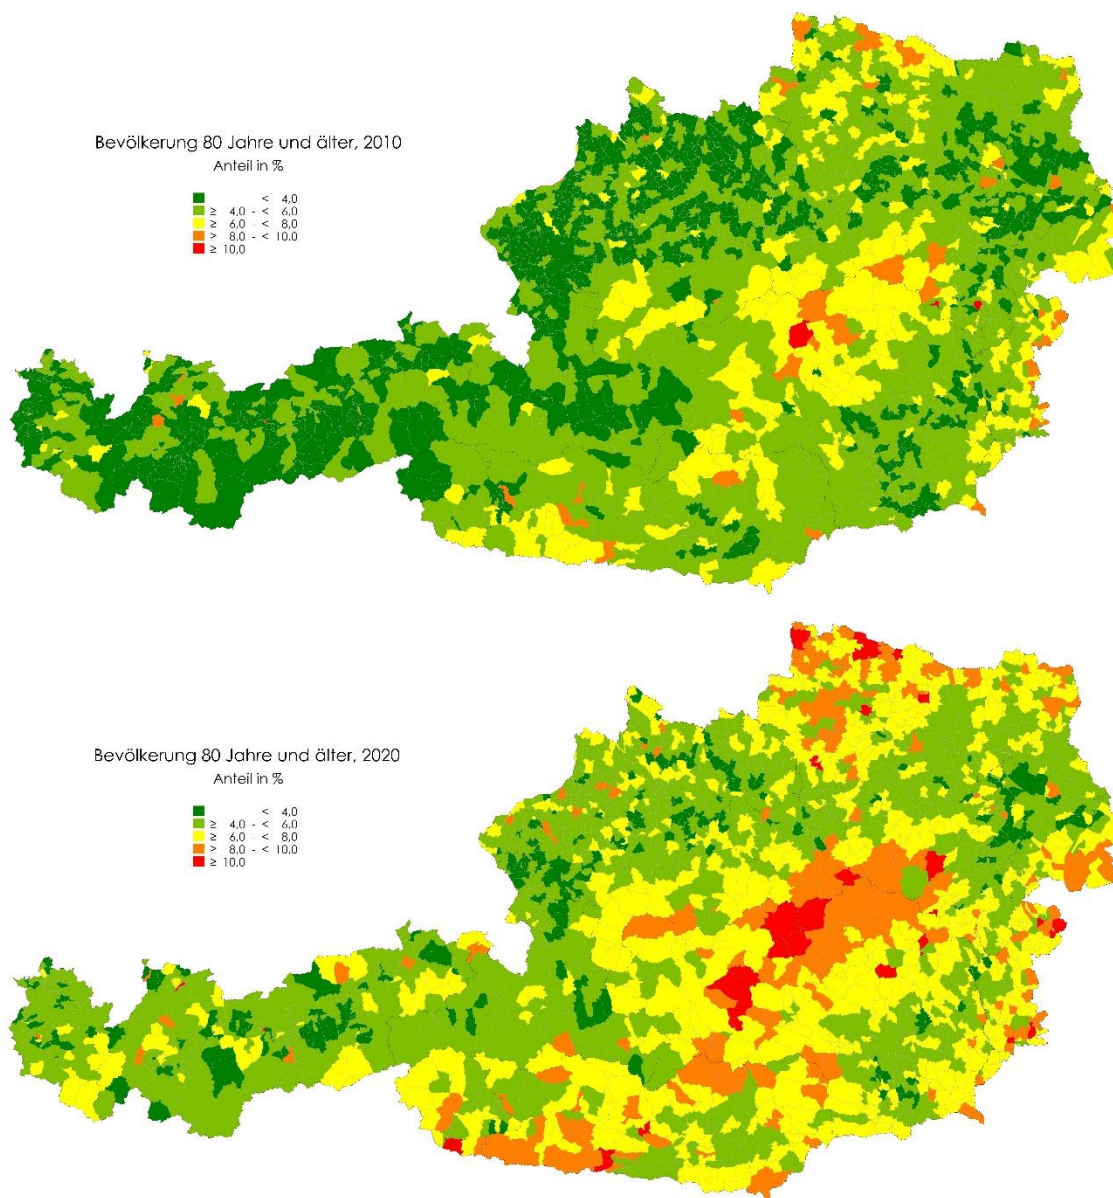 Bevölkerung 80 Jahre und älter, 2010
Anteil in %
< 4,0
≥ 4,0 - < 6,0
≥ 6,0 - < 8,0
≥ 8,0 - < 10,0
≥ 10,0
Bevölkerung 80 Jahre und älter, 2020
Anteil in %
< 4,0
≥ 4,0 - < 6,0
≥ 6,0 - < 8,0
≥ 8,0 - < 10,0
≥ 10,0